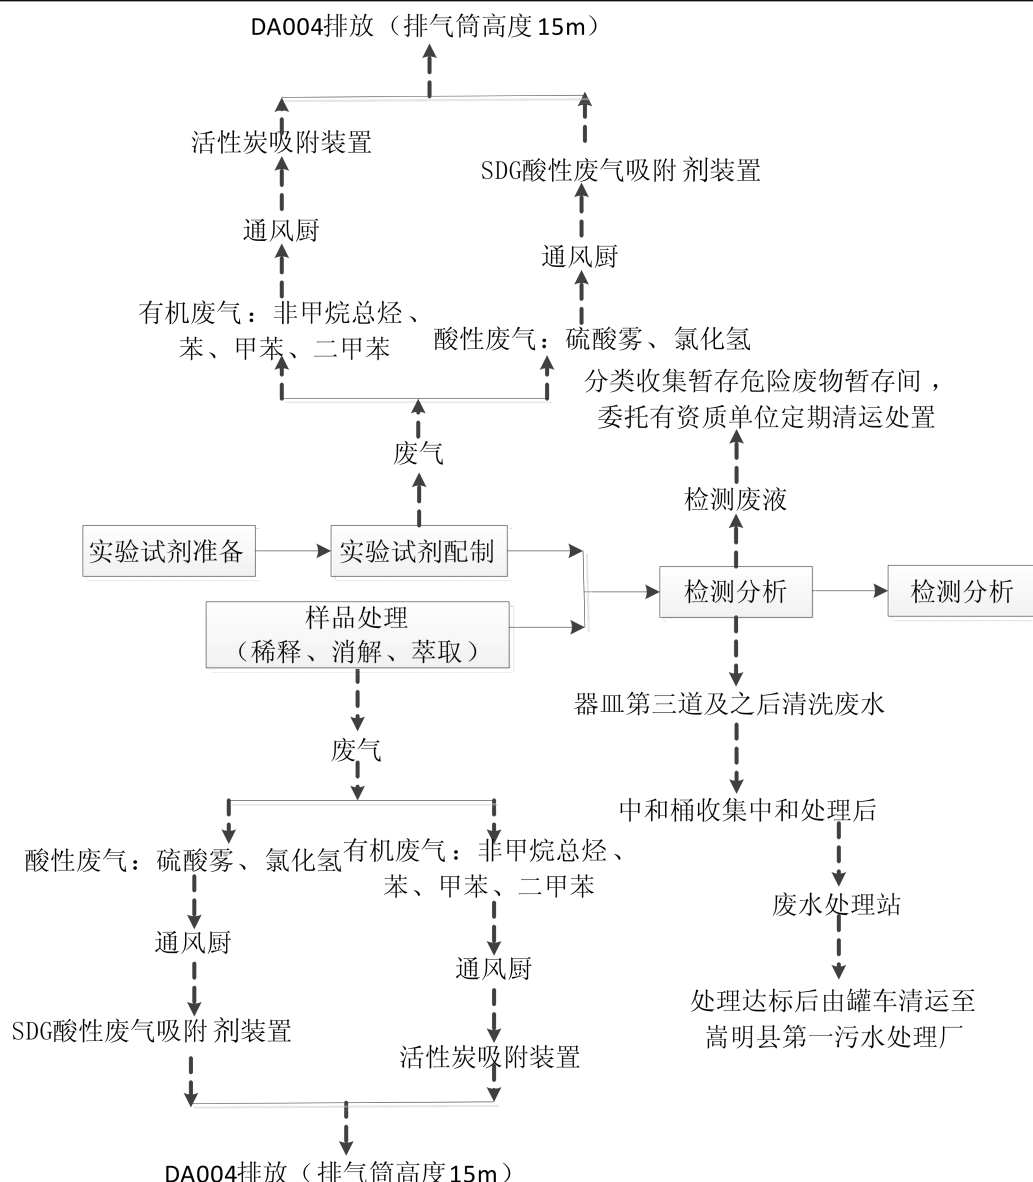 DA004排放（排气筒高度15m）
活性炭吸附装置
SDG酸性废气吸附剂装置
通风厨
通风厨
有机废气：非甲烷总烃、
苯、甲苯、二甲苯
酸性废气：硫酸雾、氯化氢
分类收集暂存危险废物暂存间，
委托有资质单位定期清运处置
废气
检测废液
实验试剂准备
实验试剂配制
检测分析
检测分析
样品处理
（稀释、消解、萃取）
器皿第三道及之后清洗废水
废气
中和桶收集中和处理后
酸性废气：硫酸雾、氯化氢
有机废气：非甲烷总烃、
苯、甲苯、二甲苯
废水处理站
通风厨
通风厨
SDG酸性废气吸附剂装置
活性炭吸附装置
处理达标后由罐车清运至
嵩明县第一污水处理厂
DA004排放（排气筒高度15m）